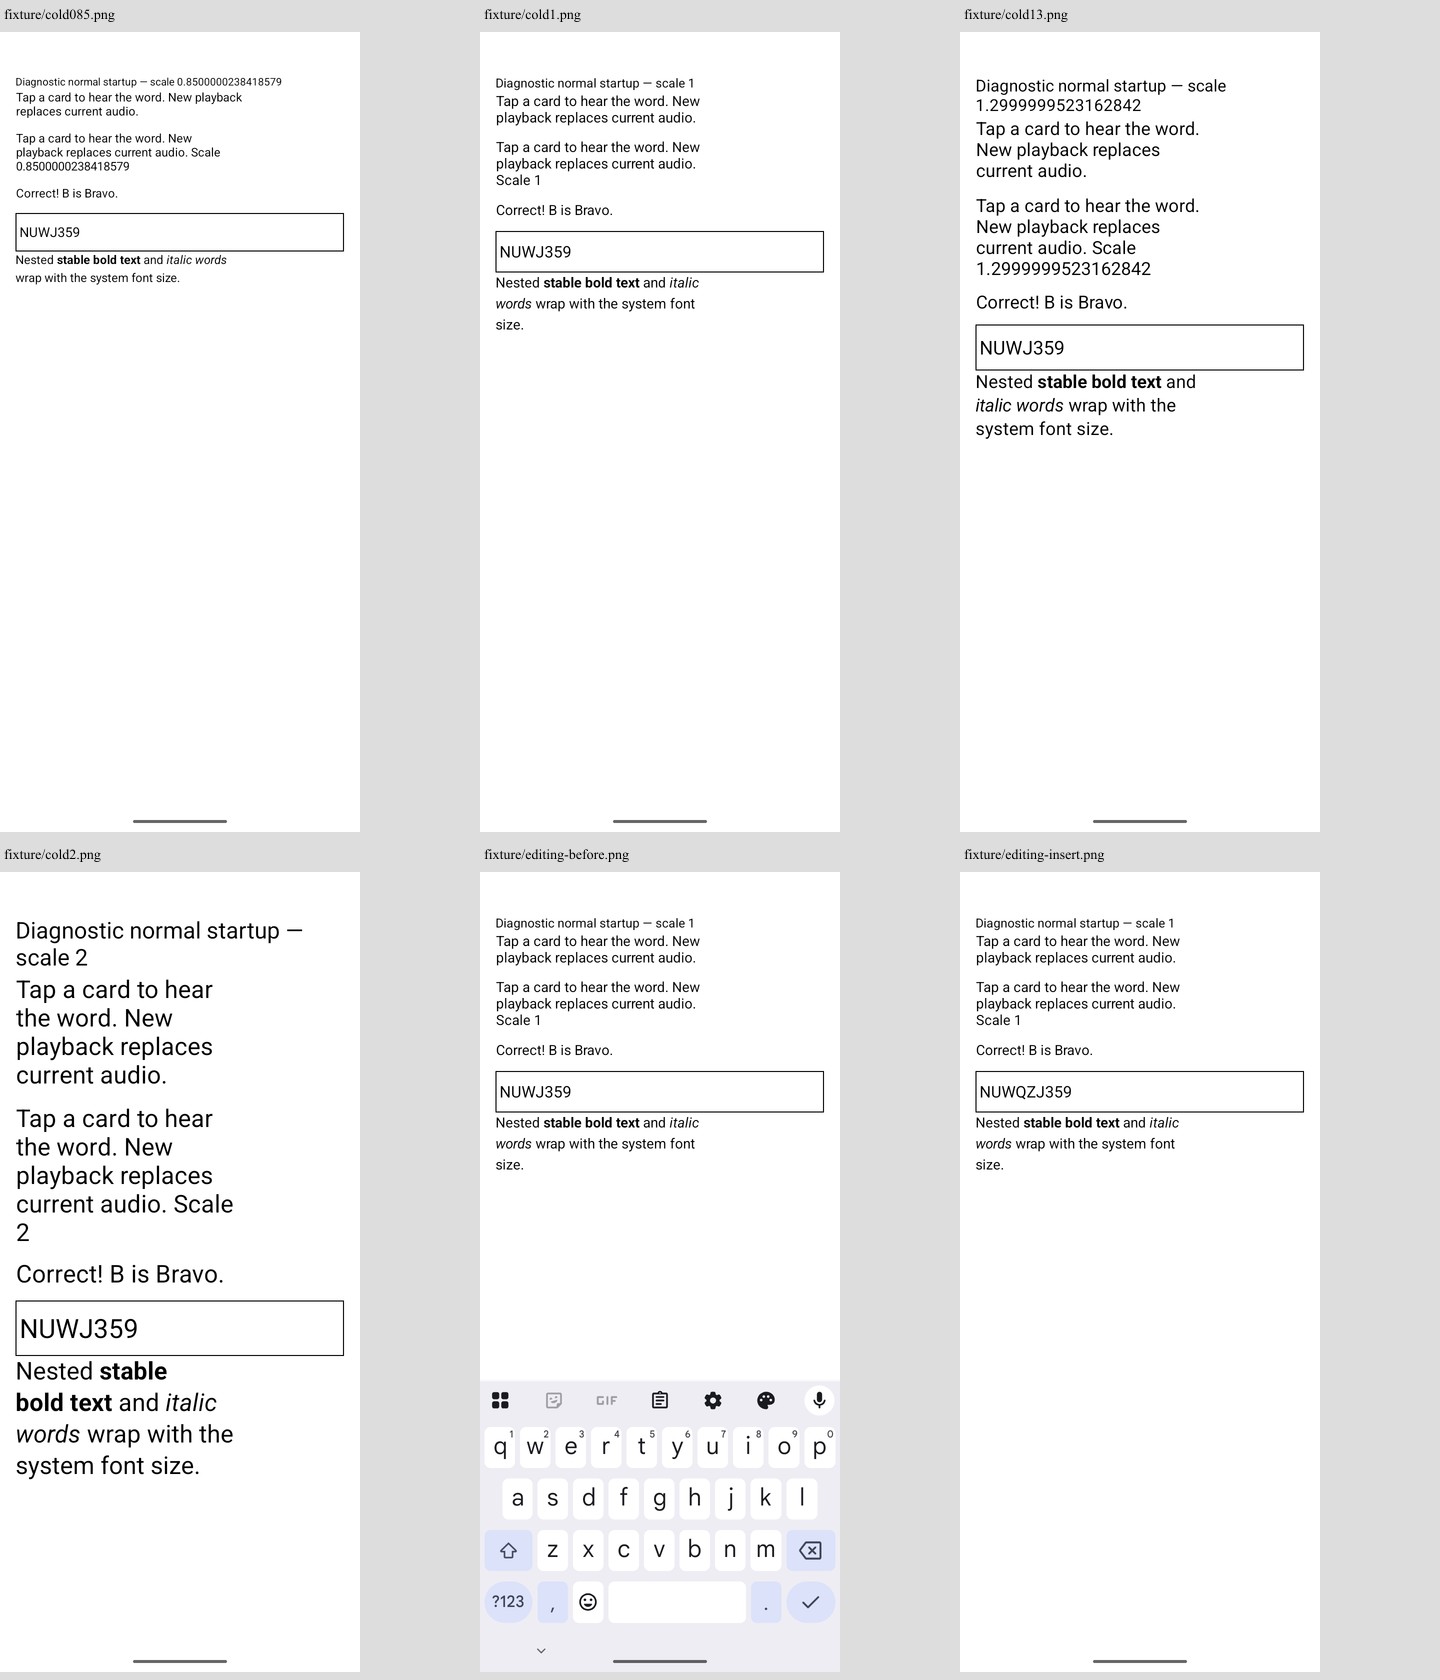 fixture/cold085.png
Diagnostic normal startup — scale 0.8500000238418579
Tap a card to hear the word. New playback
replaces current audio.
Tap a card to hear the word. New
playback replaces current audio. Scale
0.8500000238418579
Correct! B is Bravo.
NUWJ359
Nested stable bold text and italic words
wrap with the system font size.
fixture/cold1.png
Diagnostic normal startup — scale 1
Tap a card to hear the word. New
playback replaces current audio.
Tap a card to hear the word. New
playback replaces current audio.
Scale 1
Correct! B is Bravo.
NUWJ359
Nested stable bold text and italic
words wrap with the system font
size.
fixture/cold13.png
Diagnostic normal startup — scale
1.2999999523162842
Tap a card to hear the word.
New playback replaces
current audio.
Tap a card to hear the word.
New playback replaces
current audio. Scale
1.2999999523162842
Correct! B is Bravo.
NUWJ359
Nested stable bold text and
italic words wrap with the
system font size.
fixture/cold2.png
Diagnostic normal startup —
scale 2
Tap a card to hear
the word. New
playback replaces
current audio.
Tap a card to hear
the word. New
playback replaces
current audio. Scale
2
Correct! B is Bravo.
NUWJ359
Nested stable
bold text and italic
words wrap with the
system font size.
fixture/editing-before.png
Diagnostic normal startup — scale 1
Tap a card to hear the word. New
playback replaces current audio.
Tap a card to hear the word. New
playback replaces current audio.
Scale 1
Correct! B is Bravo.
NUWJ359
Nested stable bold text and italic
words wrap with the system font
size.
GIF
q1 w2 e3 r4 t5 y6 u7 i8 o9 p0
a s d f g h j k l
z x c v b n m
?123 , .
fixture/editing-insert.png
Diagnostic normal startup — scale 1
Tap a card to hear the word. New
playback replaces current audio.
Tap a card to hear the word. New
playback replaces current audio.
Scale 1
Correct! B is Bravo.
NUWQZJ359
Nested stable bold text and italic
words wrap with the system font
size.